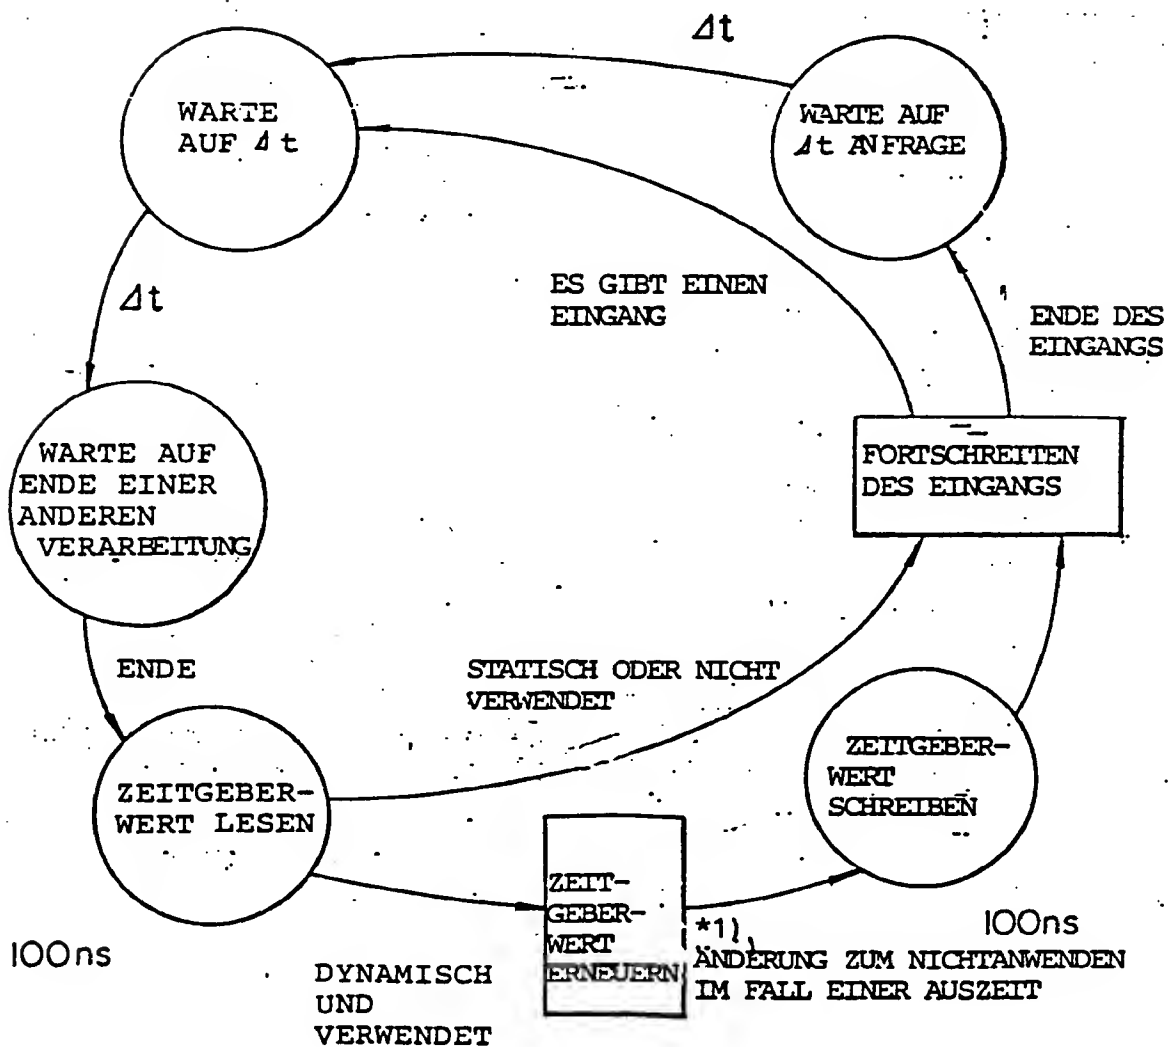 Δt
WARTE
AUF Δt
WARTE AUF
Δt ANFRAGE
ES GIBT EINEN
EINGANG
Δt
ENDE DES
EINGANGS
WARTE AUF
ENDE EINER
ANDEREN
VERARBEITUNG
FORTSCHREITEN
DES EINGANGS
ENDE
STATISCH ODER NICHT
VERWENDET
ZEITGEBER-
WERT
SCHREIBEN
ZEITGEBER-
WERT LESEN
ZEIT-
GEBER-
WERT
ERNEUERN
100ns
*1)
ÄNDERUNG ZUM NICHTANWENDEN
IM FALL EINER AUSZEIT
100ns
DYNAMISCH
UND
VERWENDET